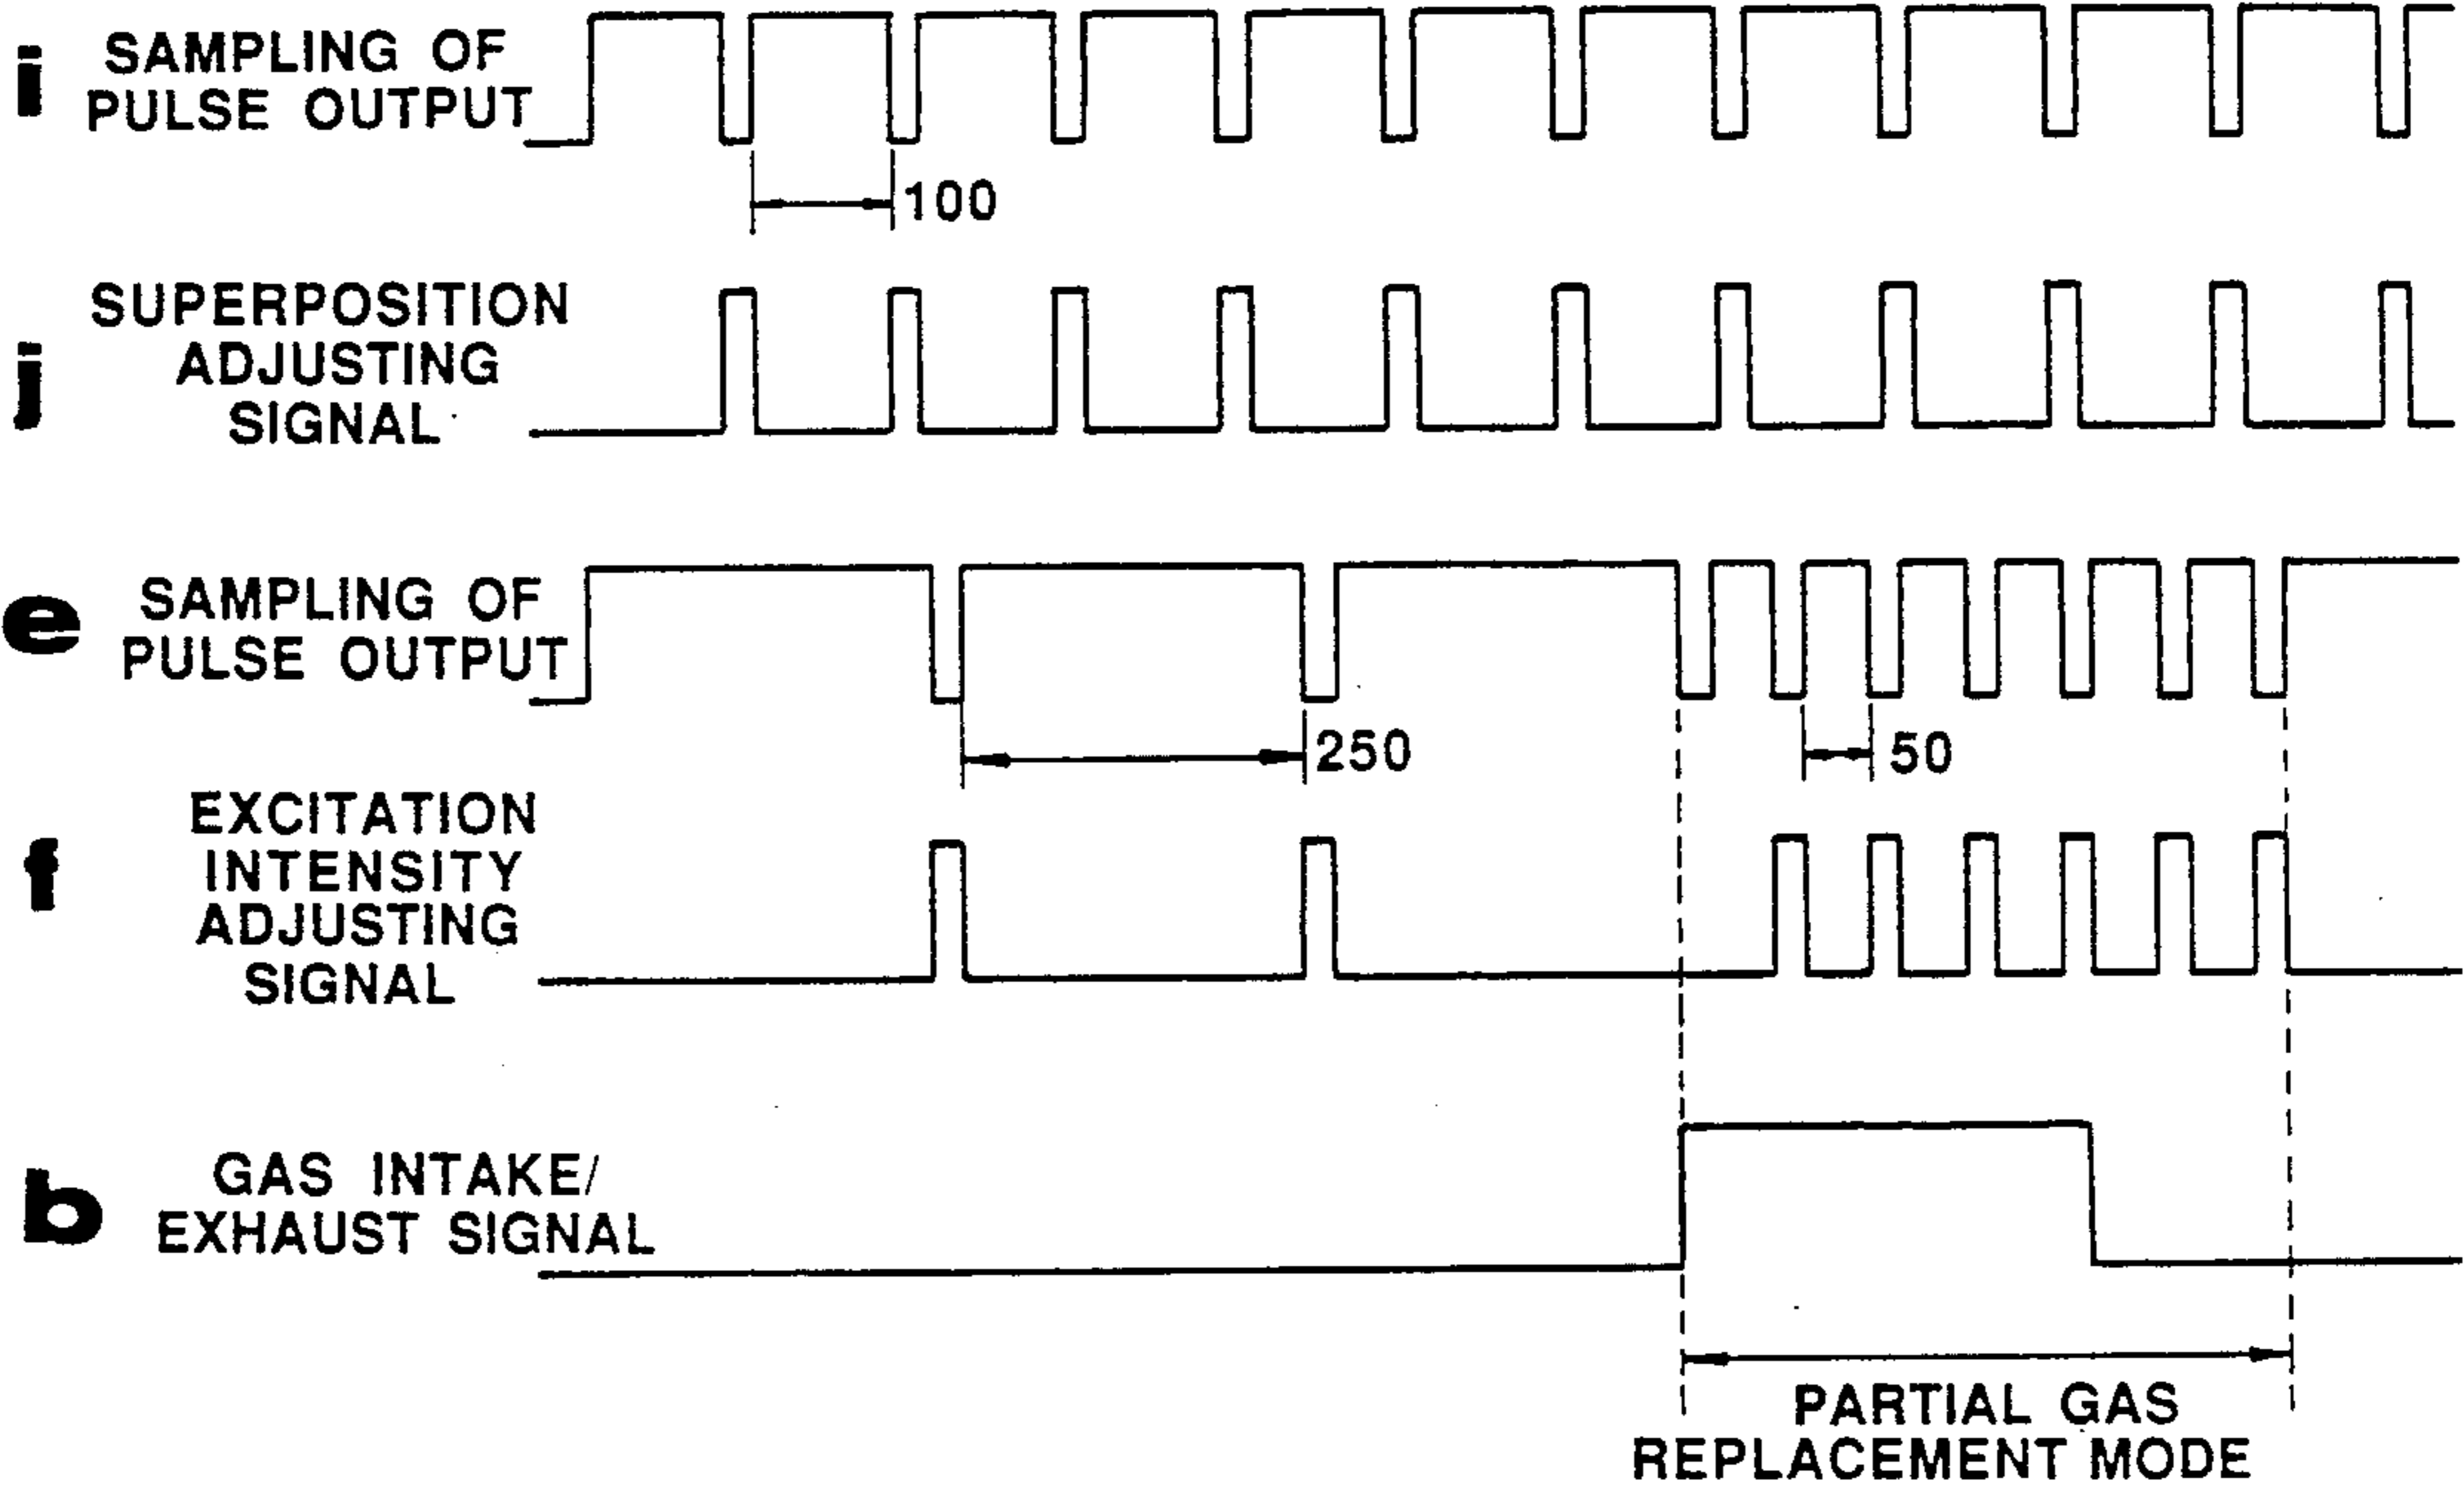 i SAMPLING OF
PULSE OUTPUT
100
j SUPERPOSITION
ADJUSTING
SIGNAL
e SAMPLING OF
PULSE OUTPUT
250
50
f EXCITATION
INTENSITY
ADJUSTING
SIGNAL
b GAS INTAKE/
EXHAUST SIGNAL
PARTIAL GAS
REPLACEMENT MODE